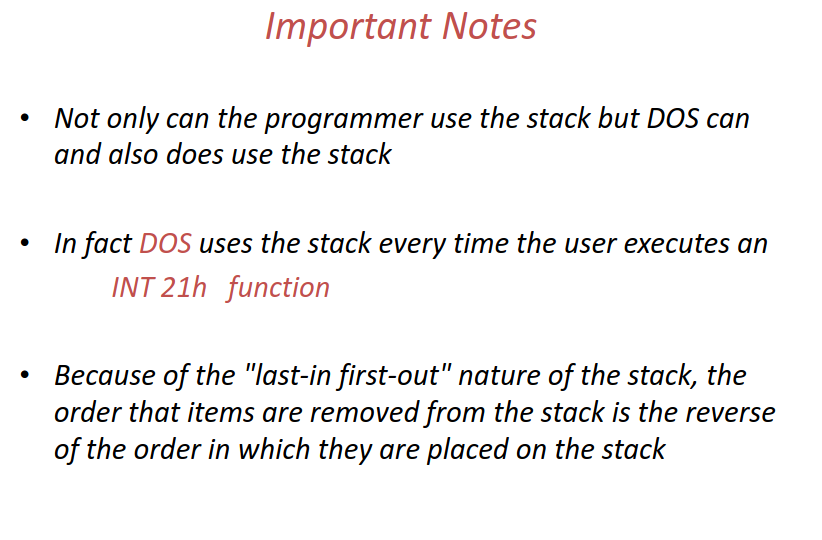 Important Notes
• Not only can the programmer use the stack but DOS can
and also does use the stack
• In fact DOS uses the stack every time the user executes an
INT 21h function
• Because of the "last-in first-out" nature of the stack, the
order that items are removed from the stack is the reverse
of the order in which they are placed on the stack